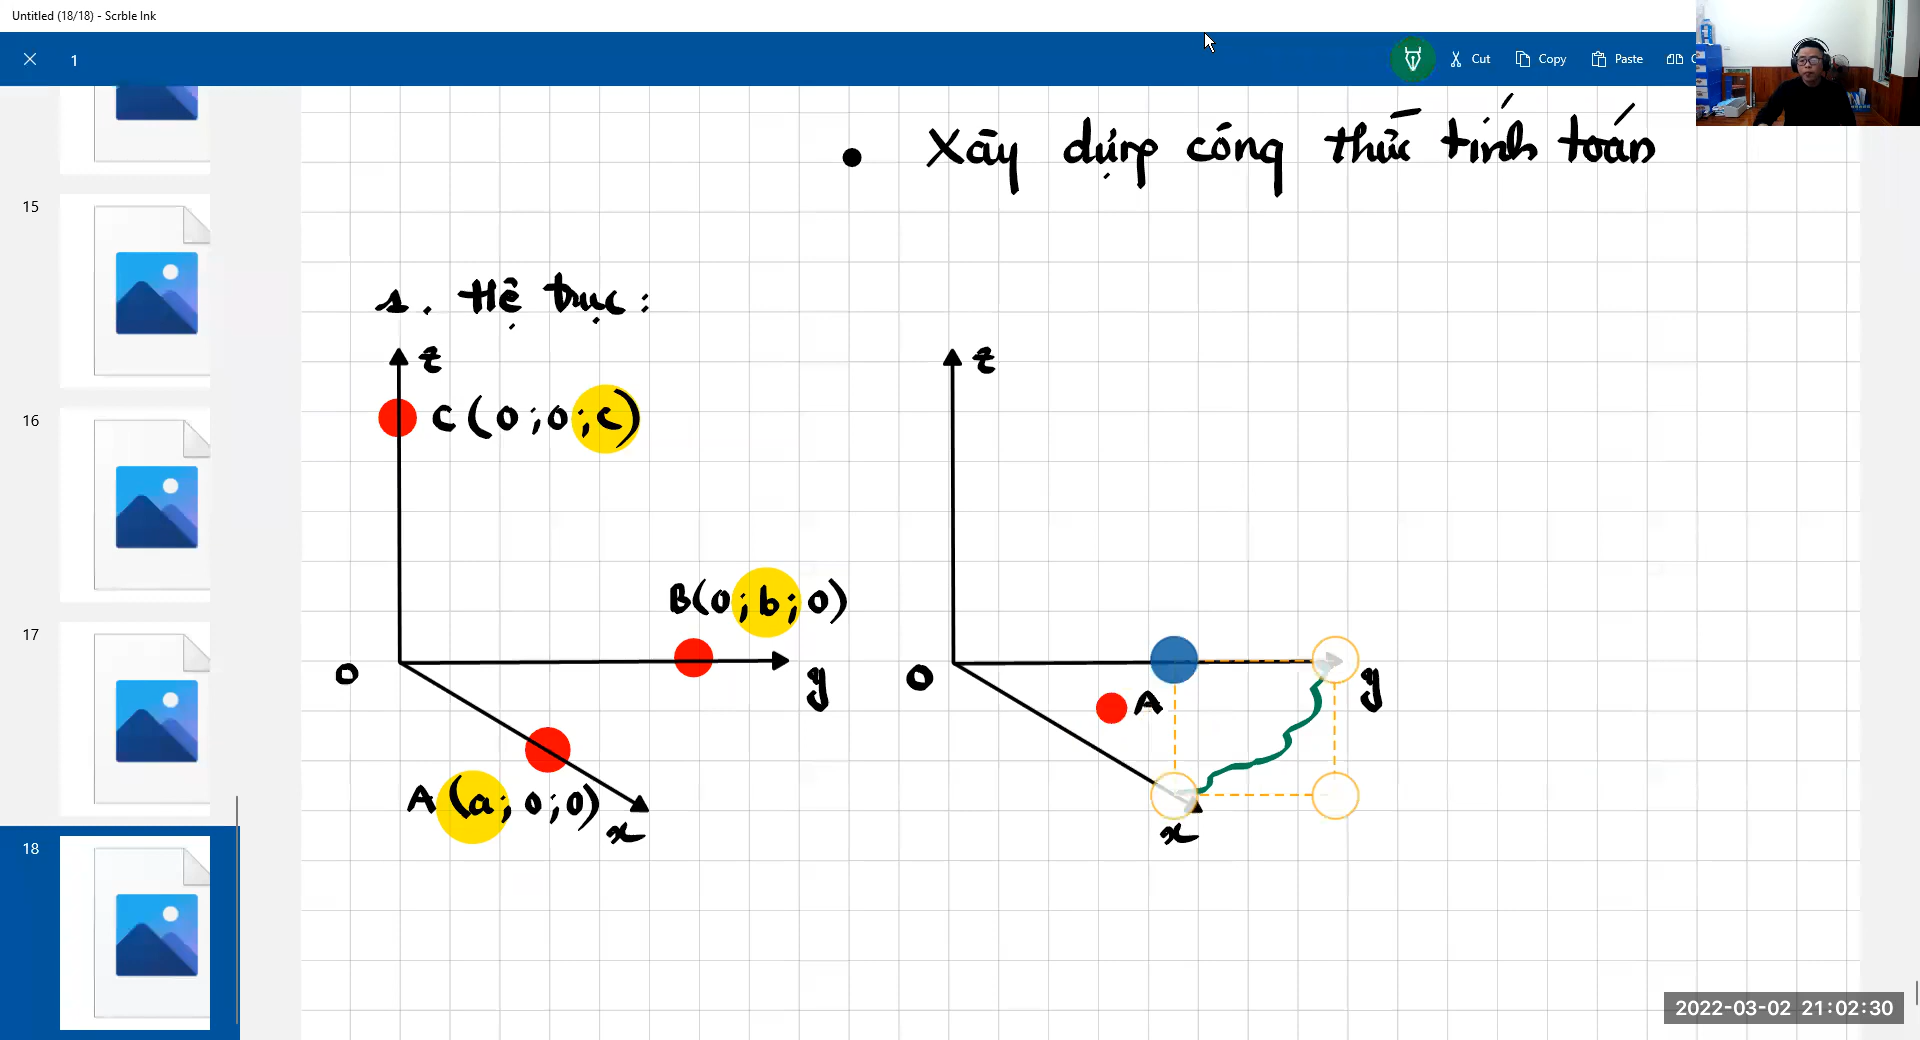 Untitled (18/18) - Scrble Ink
1
Cut
Copy
Paste
Xây dựng công thức tính toán
15
16
17
18
1. Hệ trục:
z
C(0;0;c)
B(0;b;0)
O
y
A(a;0;0)
x
z
O
A
y
x
2022-03-02 21:02:30